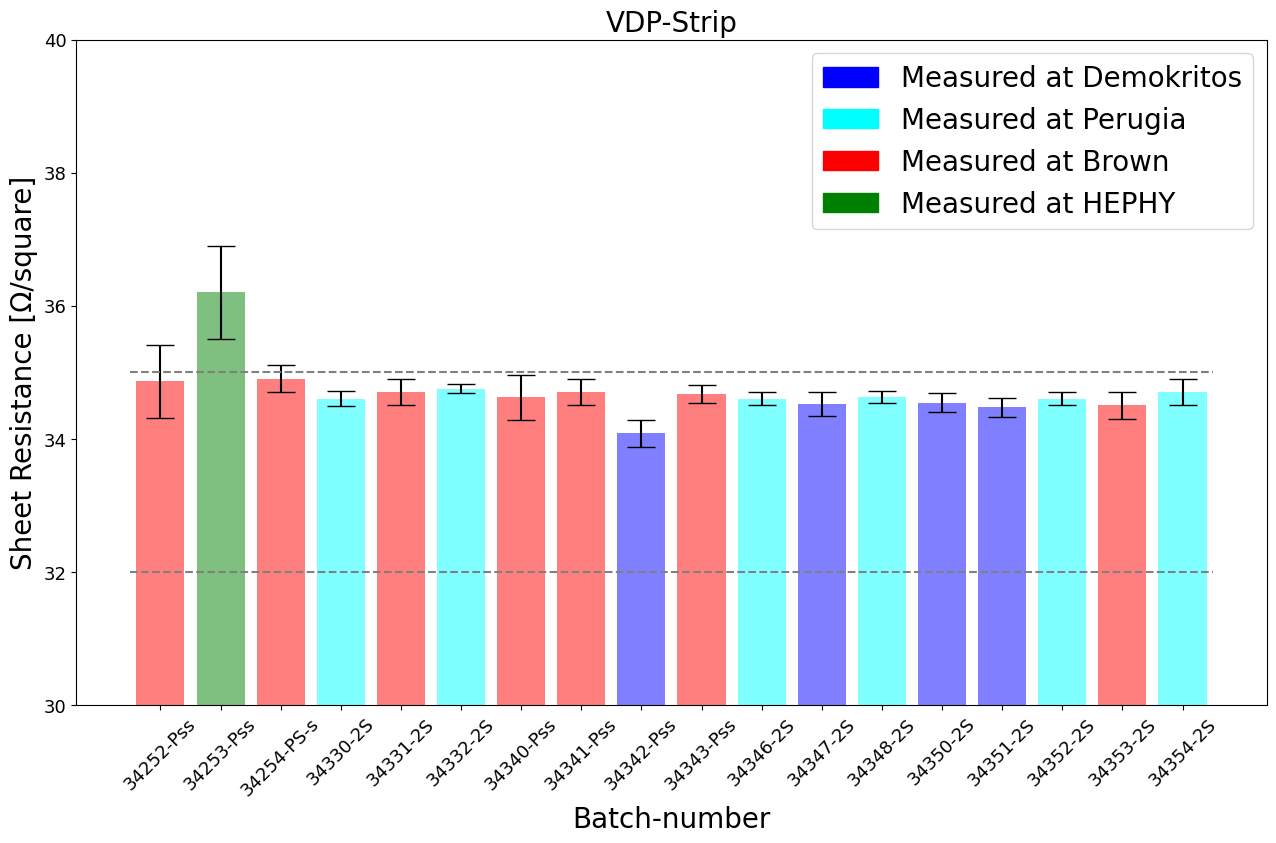 VDP-Strip
40
38
36
34
32
30
Sheet Resistance [Ω/square]
Measured at Demokritos
Measured at Perugia
Measured at Brown
Measured at HEPHY
34252-Pss
34253-Pss
34254-PS-s
34330-2S
34331-2S
34332-2S
34340-Pss
34341-Pss
34342-Pss
34343-Pss
34346-2S
34347-2S
34348-2S
34350-2S
34351-2S
34352-2S
34353-2S
34354-2S
Batch-number